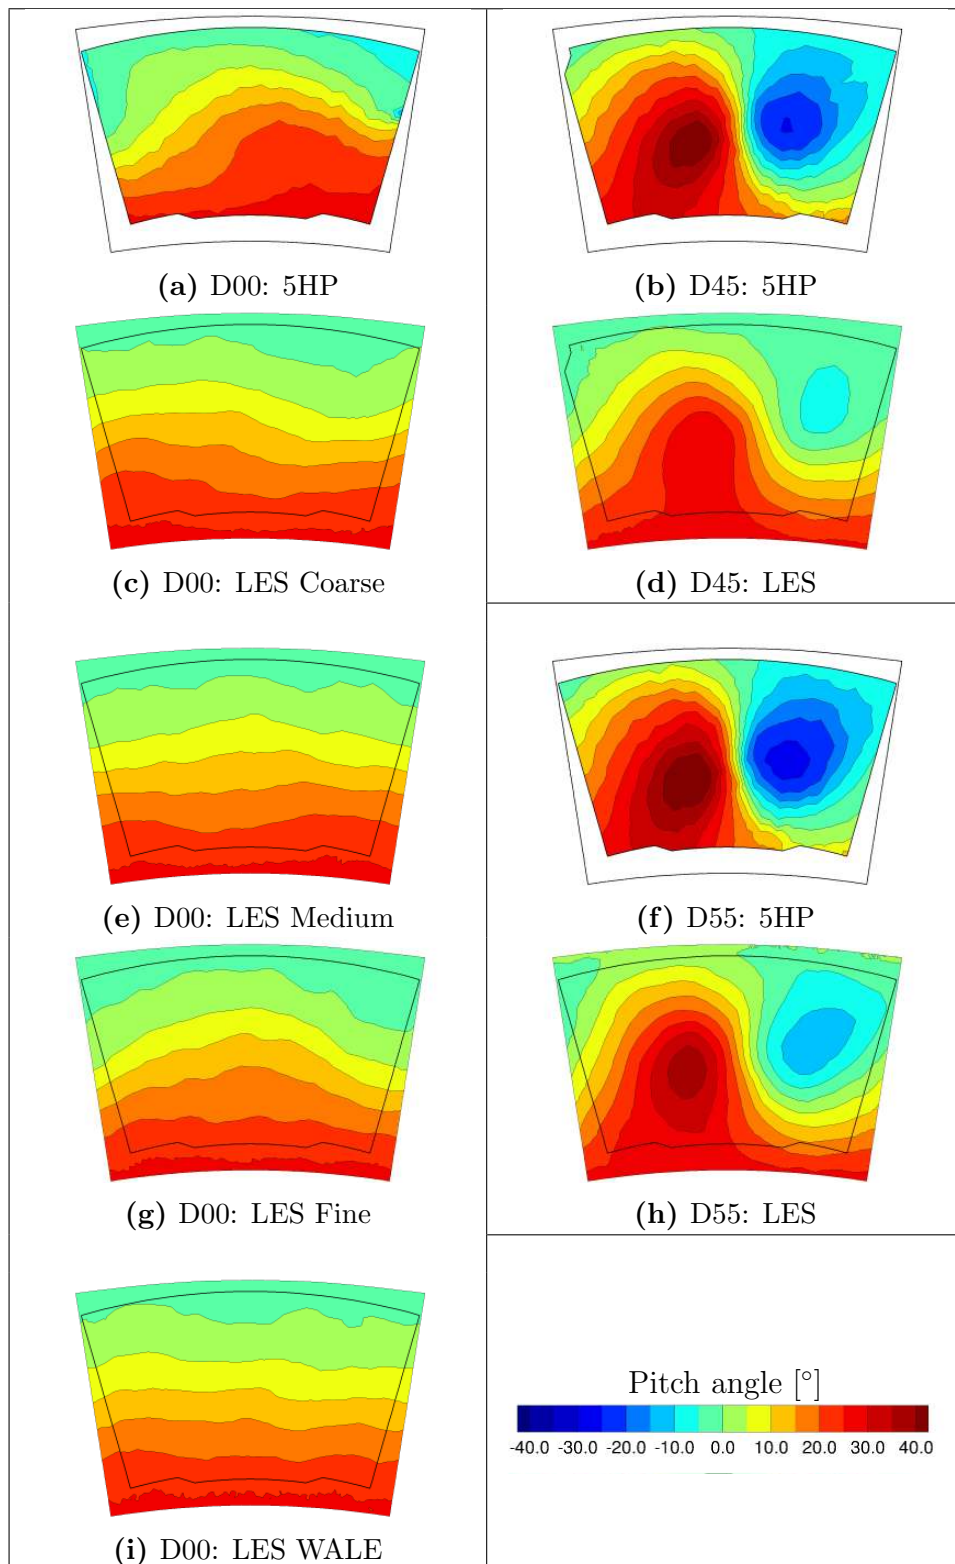 (a) D00: 5HP
(b) D45: 5HP
(c) D00: LES Coarse
(d) D45: LES
(e) D00: LES Medium
(f) D55: 5HP
(g) D00: LES Fine
(h) D55: LES
(i) D00: LES WALE
Pitch angle [°]
-40.0 -30.0 -20.0 -10.0 0.0 10.0 20.0 30.0 40.0